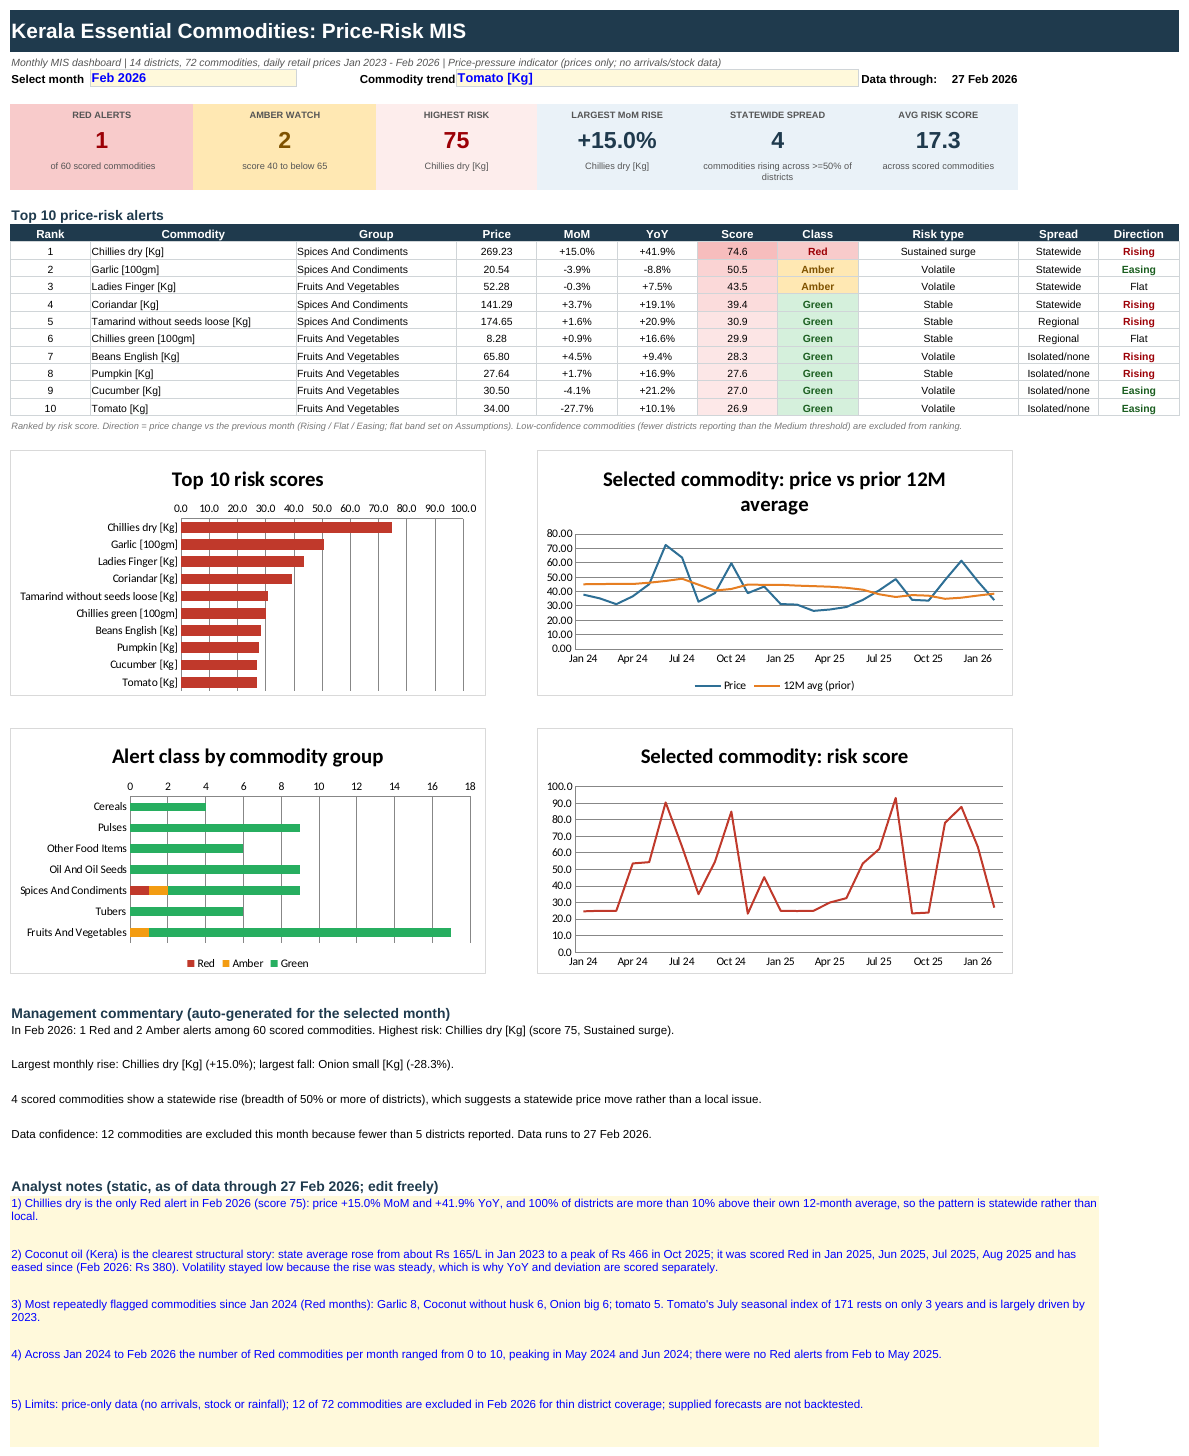 Kerala Essential Commodities: Price-Risk MIS
Monthly MIS dashboard | 14 districts, 72 commodities, daily retail prices Jan 2023 - Feb 2026 | Price-pressure indicator (prices only; no arrivals/stock data)
Select month Feb 2026 Commodity trend Tomato [Kg] Data through: 27 Feb 2026
RED ALERTS AMBER WATCH HIGHEST RISK LARGEST MoM RISE STATEWIDE SPREAD AVG RISK SCORE
1 2 75 +15.0% 4 17.3
of 60 scored commodities score 40 to below 65 Chillies dry [Kg] Chillies dry [Kg] commodities rising across >=50% of across scored commodities
districts
Top 10 price-risk alerts
Rank Commodity Group Price MoM YoY Score Class Risk type Spread Direction
1 Chillies dry [Kg] Spices And Condiments 269.23 +15.0% +41.9% 74.6 Red Sustained surge Statewide Rising
2 Garlic [100gm] Spices And Condiments 20.54 -3.9% -8.8% 50.5 Amber Volatile Statewide Easing
3 Ladies Finger [Kg] Fruits And Vegetables 52.28 -0.3% +7.5% 43.5 Amber Volatile Statewide Flat
4 Coriandar [Kg] Spices And Condiments 141.29 +3.7% +19.1% 39.4 Green Stable Statewide Rising
5 Tamarind without seeds loose [Kg] Spices And Condiments 174.65 +1.6% +20.9% 30.9 Green Stable Regional Rising
6 Chillies green [100gm] Fruits And Vegetables 8.28 +0.9% +16.6% 29.9 Green Stable Regional Flat
7 Beans English [Kg] Fruits And Vegetables 65.80 +4.5% +9.4% 28.3 Green Volatile Isolated/none Rising
8 Pumpkin [Kg] Fruits And Vegetables 27.64 +1.7% +16.9% 27.6 Green Stable Isolated/none Rising
9 Cucumber [Kg] Fruits And Vegetables 30.50 -4.1% +21.2% 27.0 Green Volatile Isolated/none Easing
10 Tomato [Kg] Fruits And Vegetables 34.00 -27.7% +10.1% 26.9 Green Volatile Isolated/none Easing
Ranked by risk score. Direction = price change vs the previous month (Rising / Flat / Easing; flat band set on Assumptions). Low-confidence commodities (fewer districts reporting than the Medium threshold) are excluded from ranking.
Top 10 risk scores
0.0 10.0 20.0 30.0 40.0 50.0 60.0 70.0 80.0 90.0 100.0
Chillies dry [Kg]
Garlic [100gm]
Ladies Finger [Kg]
Coriandar [Kg]
Tamarind without seeds loose [Kg]
Chillies green [100gm]
Beans English [Kg]
Pumpkin [Kg]
Cucumber [Kg]
Tomato [Kg]
Selected commodity: price vs prior 12M
average
80.00
70.00
60.00
50.00
40.00
30.00
20.00
10.00
0.00
Jan 24 Apr 24 Jul 24 Oct 24 Jan 25 Apr 25 Jul 25 Oct 25 Jan 26
Price 12M avg (prior)
Alert class by commodity group
0 2 4 6 8 10 12 14 16 18
Cereals
Pulses
Other Food Items
Oil And Oil Seeds
Spices And Condiments
Tubers
Fruits And Vegetables
Red Amber Green
Selected commodity: risk score
100.0
90.0
80.0
70.0
60.0
50.0
40.0
30.0
20.0
10.0
0.0
Jan 24 Apr 24 Jul 24 Oct 24 Jan 25 Apr 25 Jul 25 Oct 25 Jan 26
Management commentary (auto-generated for the selected month)
In Feb 2026: 1 Red and 2 Amber alerts among 60 scored commodities. Highest risk: Chillies dry [Kg] (score 75, Sustained surge).
Largest monthly rise: Chillies dry [Kg] (+15.0%); largest fall: Onion small [Kg] (-28.3%).
4 scored commodities show a statewide rise (breadth of 50% or more of districts), which suggests a statewide price move rather than a local issue.
Data confidence: 12 commodities are excluded this month because fewer than 5 districts reported. Data runs to 27 Feb 2026.
Analyst notes (static, as of data through 27 Feb 2026; edit freely)
1) Chillies dry is the only Red alert in Feb 2026 (score 75): price +15.0% MoM and +41.9% YoY, and 100% of districts are more than 10% above their own 12-month average, so the pattern is statewide rather than
local.
2) Coconut oil (Kera) is the clearest structural story: state average rose from about Rs 165/L in Jan 2023 to a peak of Rs 466 in Oct 2025; it was scored Red in Jan 2025, Jun 2025, Jul 2025, Aug 2025 and has
eased since (Feb 2026: Rs 380). Volatility stayed low because the rise was steady, which is why YoY and deviation are scored separately.
3) Most repeatedly flagged commodities since Jan 2024 (Red months): Garlic 8, Coconut without husk 6, Onion big 6; tomato 5. Tomato's July seasonal index of 171 rests on only 3 years and is largely driven by
2023.
4) Across Jan 2024 to Feb 2026 the number of Red commodities per month ranged from 0 to 10, peaking in May 2024 and Jun 2024; there were no Red alerts from Feb to May 2025.
5) Limits: price-only data (no arrivals, stock or rainfall); 12 of 72 commodities are excluded in Feb 2026 for thin district coverage; supplied forecasts are not backtested.